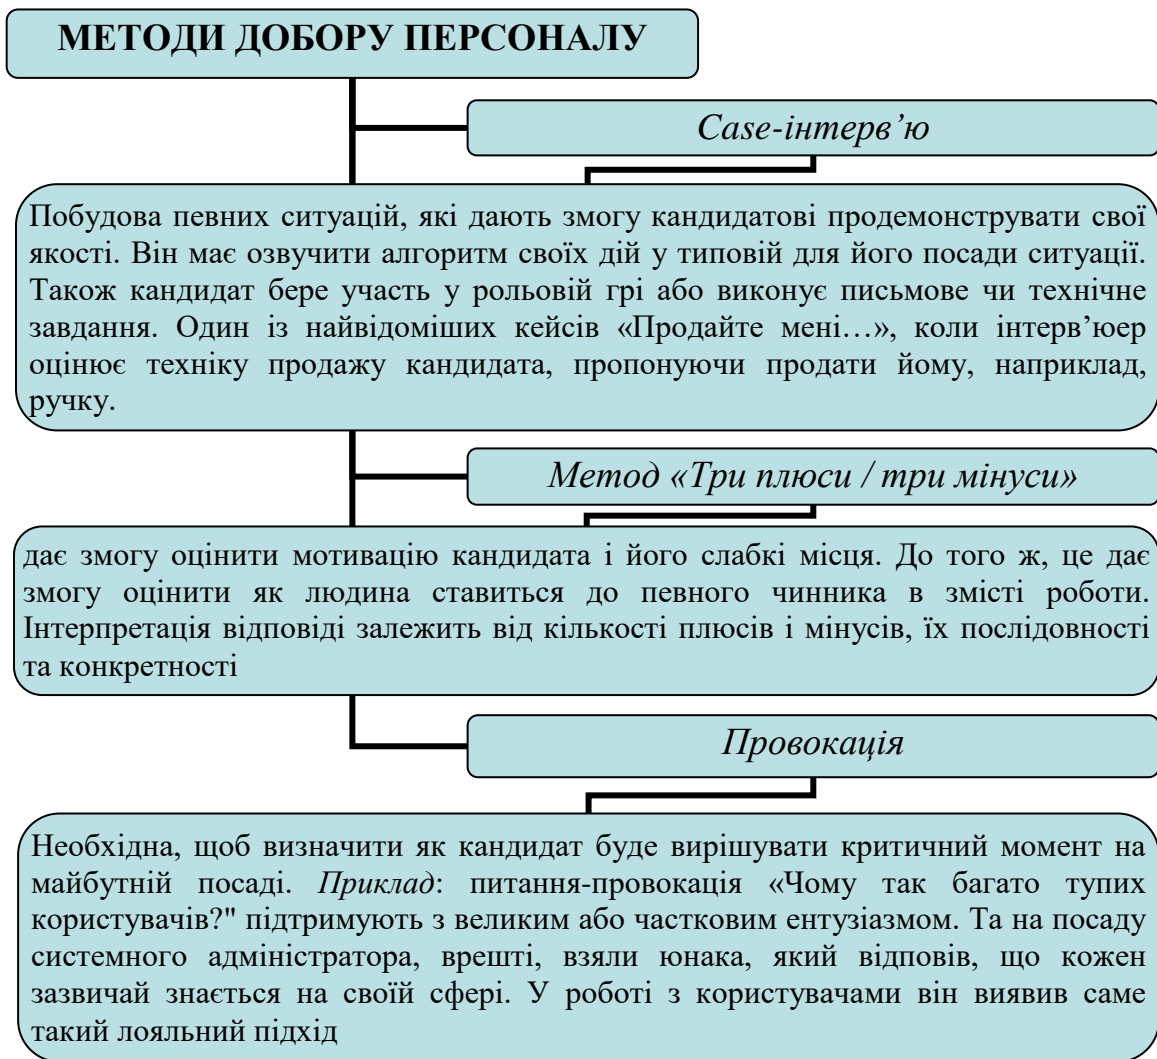 МЕТОДИ ДОБОРУ ПЕРСОНАЛУ
Case-інтерв’ю
Побудова певних ситуацій, які дають змогу кандидатові продемонструвати свої
якості. Він має озвучити алгоритм своїх дій у типовій для його посади ситуації.
Також кандидат бере участь у рольовій грі або виконує письмове чи технічне
завдання. Один із найвідоміших кейсів «Продайте мені…», коли інтерв’юер
оцінює техніку продажу кандидата, пропонуючи продати йому, наприклад,
ручку.
Метод «Три плюси / три мінуси»
дає змогу оцінити мотивацію кандидата і його слабкі місця. До того ж, це дає
змогу оцінити як людина ставиться до певного чинника в змісті роботи.
Інтерпретація відповіді залежить від кількості плюсів і мінусів, їх послідовності
та конкретності
Провокація
Необхідна, щоб визначити як кандидат буде вирішувати критичний момент на
майбутній посаді. Приклад: питання-провокація «Чому так багато тупих
користувачів?" підтримують з великим або частковим ентузіазмом. Та на посаду
системного адміністратора, врешті, взяли юнака, який відповів, що кожен
зазвичай знається на своїй сфері. У роботі з користувачами він виявив саме
такий лояльний підхід